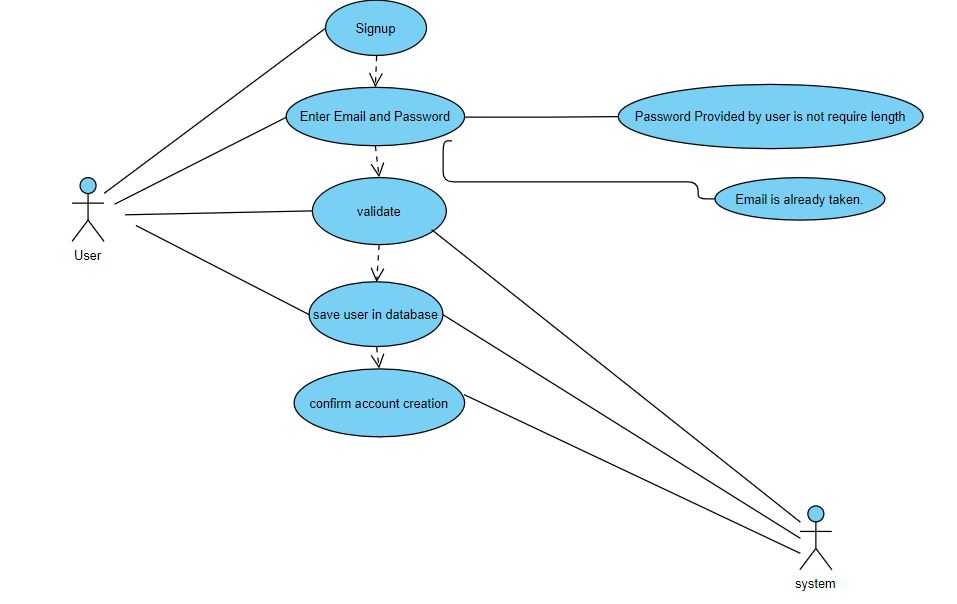 Signup
Enter Email and Password
Password Provided by user is not require length
Email is already taken.
validate
User
save user in database
confirm account creation
system